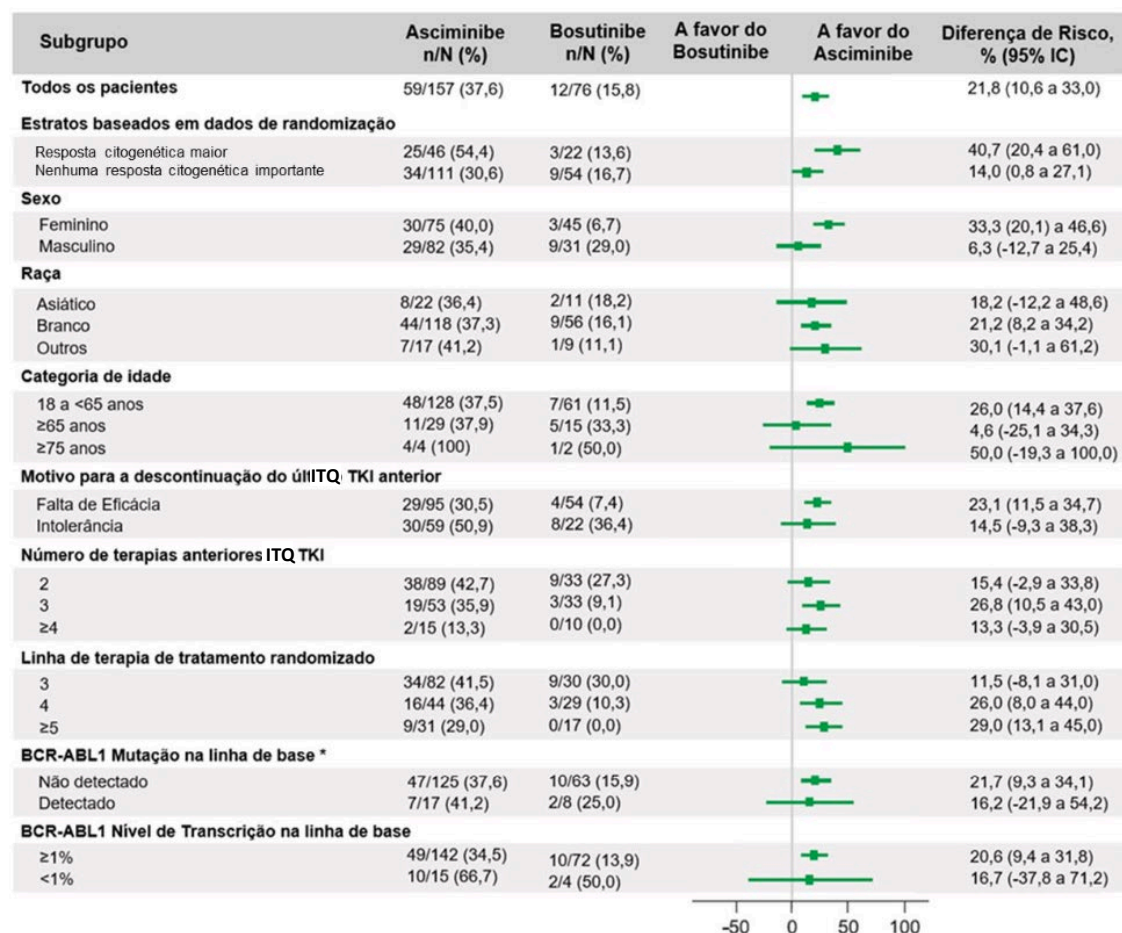 Subgrupo Asciminibe n/N (%) Bosutinibe n/N (%) A favor do Bosutinibe A favor do Asciminibe Diferença de Risco, % (95% IC)
Todos os pacientes 59/157 (37,6) 12/76 (15,8) 21,8 (10,6 a 33,0)
Estratos baseados em dados de randomização
Resposta citogenética maior 25/46 (54,4) 3/22 (13,6) 40,7 (20,4 a 61,0)
Nenhuma resposta citogenética importante 34/111 (30,6) 9/54 (16,7) 14,0 (0,8 a 27,1)
Sexo
Feminino 30/75 (40,0) 3/45 (6,7) 33,3 (20,1) a 46,6)
Masculino 29/82 (35,4) 9/31 (29,0) 6,3 (-12,7 a 25,4)
Raça
Asiático 8/22 (36,4) 2/11 (18,2) 18,2 (-12,2 a 48,6)
Branco 44/118 (37,3) 9/56 (16,1) 21,2 (8,2 a 34,2)
Outros 7/17 (41,2) 1/9 (11,1) 30,1 (-1,1 a 61,2)
Categoria de idade
18 a <65 anos 48/128 (37,5) 7/61 (11,5) 26,0 (14,4 a 37,6)
≥65 anos 11/29 (37,9) 5/15 (33,3) 4,6 (-25,1 a 34,3)
≥75 anos 4/4 (100) 1/2 (50,0) 50,0 (-19,3 a 100,0)
Motivo para a descontinuação do úl ITQ TKI anterior
Falta de Eficácia 29/95 (30,5) 4/54 (7,4) 23,1 (11,5 a 34,7)
Intolerância 30/59 (50,9) 8/22 (36,4) 14,5 (-9,3 a 38,3)
Número de terapias anteriores ITQ TKI
2 38/89 (42,7) 9/33 (27,3) 15,4 (-2,9 a 33,8)
3 19/53 (35,9) 3/33 (9,1) 26,8 (10,5 a 43,0)
≥4 2/15 (13,3) 0/10 (0,0) 13,3 (-3,9 a 30,5)
Linha de terapia de tratamento randomizado
3 34/82 (41,5) 9/30 (30,0) 11,5 (-8,1 a 31,0)
4 16/44 (36,4) 3/29 (10,3) 26,0 (8,0 a 44,0)
≥5 9/31 (29,0) 0/17 (0,0) 29,0 (13,1 a 45,0)
BCR-ABL1 Mutação na linha de base *
Não detectado 47/125 (37,6) 10/63 (15,9) 21,7 (9,3 a 34,1)
Detectado 7/17 (41,2) 2/8 (25,0) 16,2 (-21,9 a 54,2)
BCR-ABL1 Nível de Transcrição na linha de base
≥1% 49/142 (34,5) 10/72 (13,9) 20,6 (9,4 a 31,8)
<1% 10/15 (66,7) 2/4 (50,0) 16,7 (-37,8 a 71,2)
-50 0 50 100